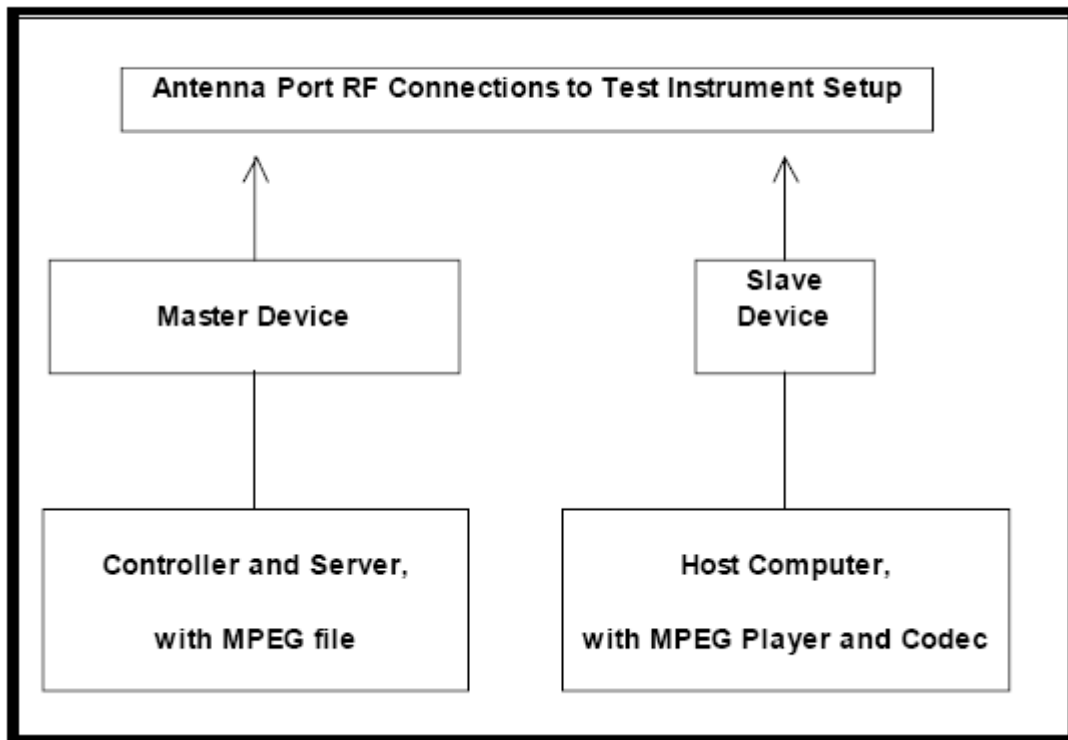 Antenna Port RF Connections to Test Instrument Setup
Master Device
Slave
Device
Controller and Server,
with MPEG file
Host Computer,
with MPEG Player and Codec